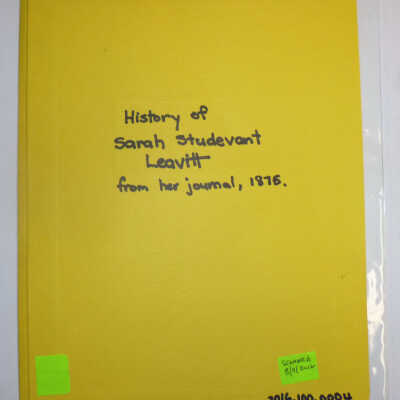 History of
Sarah Studevant
Leavitt
from her journal, 1875.
2016.100.0004